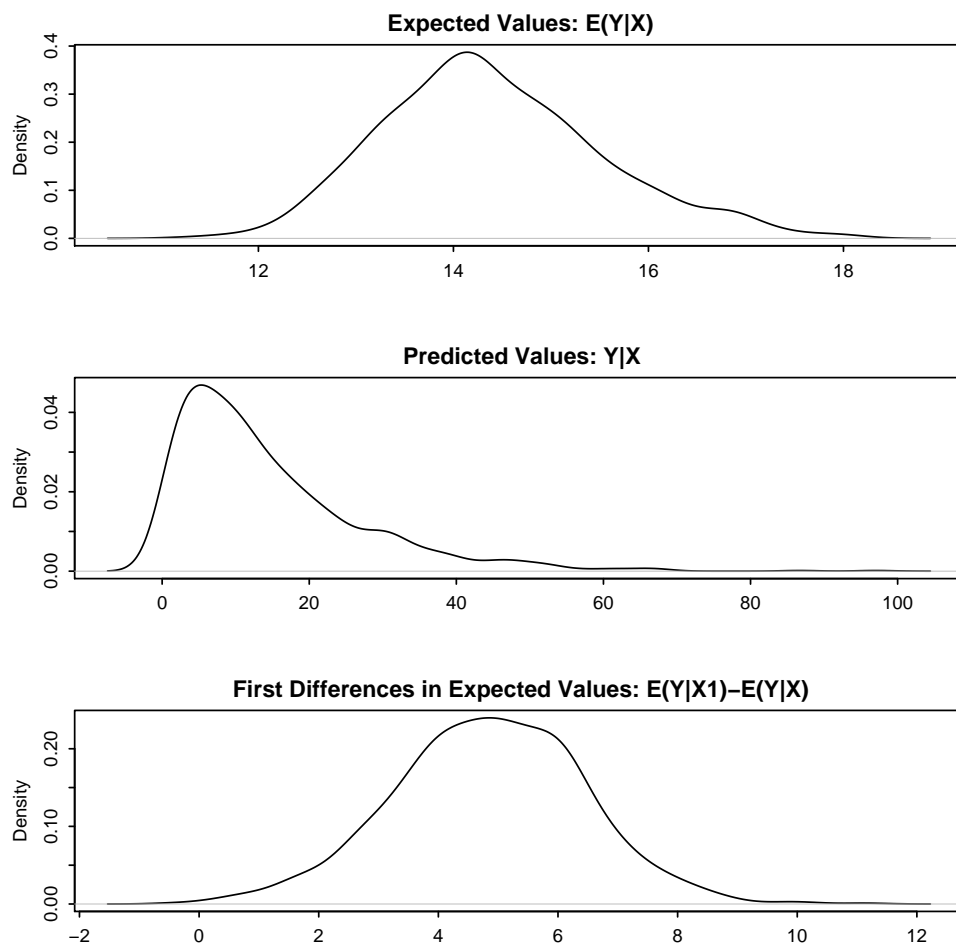 Expected Values: E(Y|X)
Density
0.4
0.3
0.2
0.1
0.0
12 14 16 18
Predicted Values: Y|X
Density
0.04
0.02
0.00
0 20 40 60 80 100
First Differences in Expected Values: E(Y|X1)−E(Y|X)
Density
0.20
0.10
0.00
−2 0 2 4 6 8 10 12